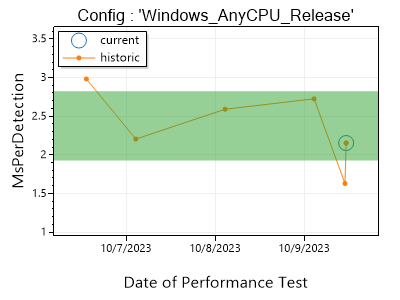 Config : 'Windows_AnyCPU_Release'
current
historic
3.5
3
2.5
2
1.5
1
MsPerDetection
10/7/2023
10/8/2023
10/9/2023
Date of Performance Test